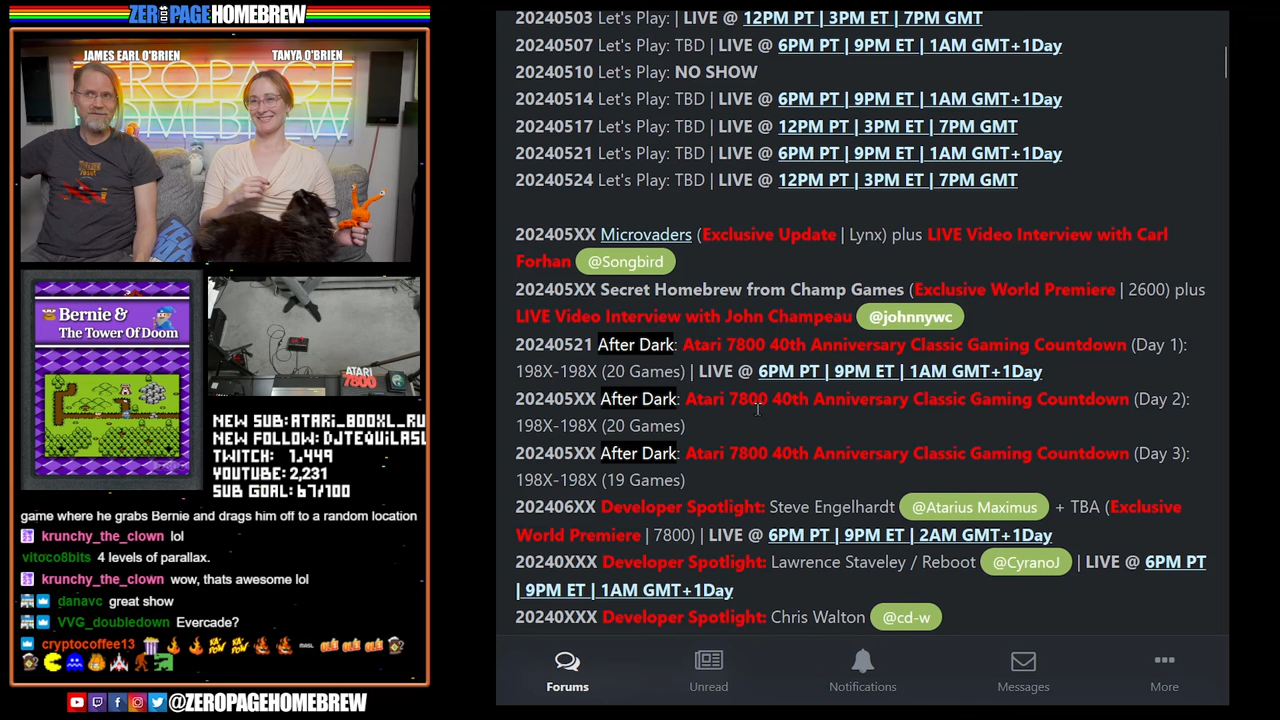 ZEROPAGEHOMEBREW
JAMES EARL O'BRIEN
TANYA O'BRIEN
Bernie &
The Tower Of Doom
ATARI
7800
NEW SUB: ATARI_800XL_RU
NEW FOLLOW: DJTEQUILASU
TWITCH: 1,449
YOUTUBE: 2,231
SUB GOAL: 67/100
game where he grabs Bernie and drags him off to a random location
krunchy_the_clown lol
vitoco8bits 4 levels of parallax.
krunchy_the_clown wow, thats awesome lol
danavc great show
VVG_doubledown Evercade?
cryptocoffee13
@ZEROPAGEHOMEBREW
20240503 Let's Play: | LIVE @ 12PM PT | 3PM ET | 7PM GMT
20240507 Let's Play: TBD | LIVE @ 6PM PT | 9PM ET | 1AM GMT+1Day
20240510 Let's Play: NO SHOW
20240514 Let's Play: TBD | LIVE @ 6PM PT | 9PM ET | 1AM GMT+1Day
20240517 Let's Play: TBD | LIVE @ 12PM PT | 3PM ET | 7PM GMT
20240521 Let's Play: TBD | LIVE @ 6PM PT | 9PM ET | 1AM GMT+1Day
20240524 Let's Play: TBD | LIVE @ 12PM PT | 3PM ET | 7PM GMT
202405XX Microvaders (Exclusive Update | Lynx) plus LIVE Video Interview with Carl
Forhan @Songbird
202405XX Secret Homebrew from Champ Games (Exclusive World Premiere | 2600) plus
LIVE Video Interview with John Champeau @johnnywc
20240521 After Dark: Atari 7800 40th Anniversary Classic Gaming Countdown (Day 1):
198X-198X (20 Games) | LIVE @ 6PM PT | 9PM ET | 1AM GMT+1Day
202405XX After Dark: Atari 7800 40th Anniversary Classic Gaming Countdown (Day 2):
198X-198X (20 Games)
202405XX After Dark: Atari 7800 40th Anniversary Classic Gaming Countdown (Day 3):
198X-198X (19 Games)
202406XX Developer Spotlight: Steve Engelhardt @Atarius Maximus + TBA (Exclusive
World Premiere | 7800) | LIVE @ 6PM PT | 9PM ET | 2AM GMT+1Day
20240XXX Developer Spotlight: Lawrence Staveley / Reboot @CyranoJ | LIVE @ 6PM PT
| 9PM ET | 1AM GMT+1Day
20240XXX Developer Spotlight: Chris Walton @cd-w
Forums
Unread
Notifications
Messages
More